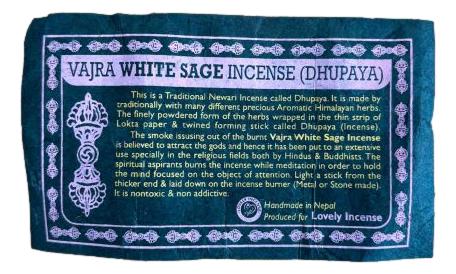 VAJRA WHITE SAGE INCENSE (DHUPAYA)
This is a Traditional Newari Incense called Dhupaya. It is made by
traditionally with many different precious Aromatic Himalayan herbs.
The finely powdered form of the herbs wrapped in the thin strip of
Lokta paper & twined forming stick called Dhupaya (Incense).
The smoke issusing out of the burnt Vajra White Sage Incense
is believed to attract the gods and hence it has been put to an extensive
use specially in the religious fields both by Hindus & Buddhists. The
spiritual aspirants burns the incense while meditation in order to hold
the mind focused on the object of attention. Light a stick from the
thicker end & laid down on the incense burner (Metal or Stone made).
It is nontoxic & non addictive.
Handmade in Nepal
Produced for Lovely Incense